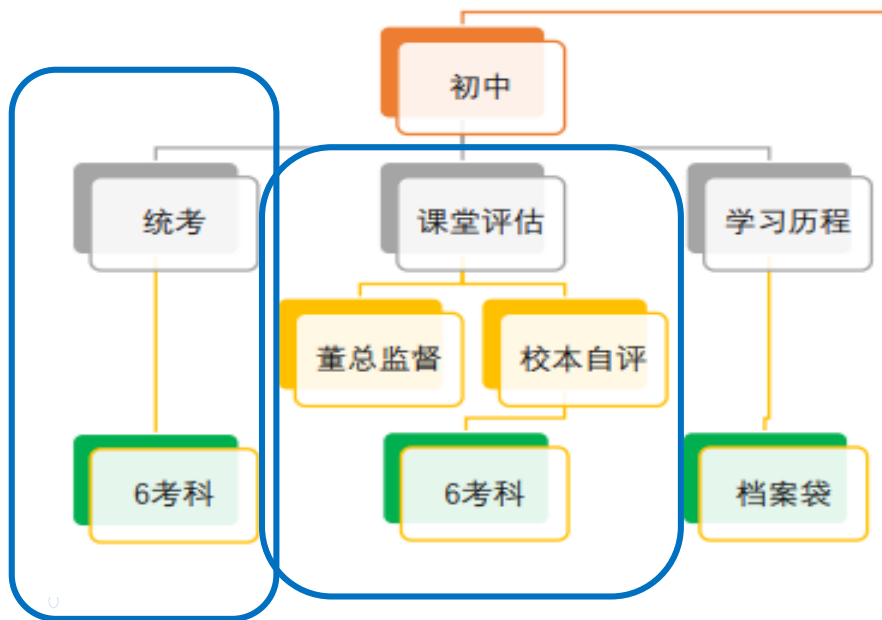 初中
统考
课堂评估
学习历程
董总监督
校本自评
6考科
6考科
档案袋